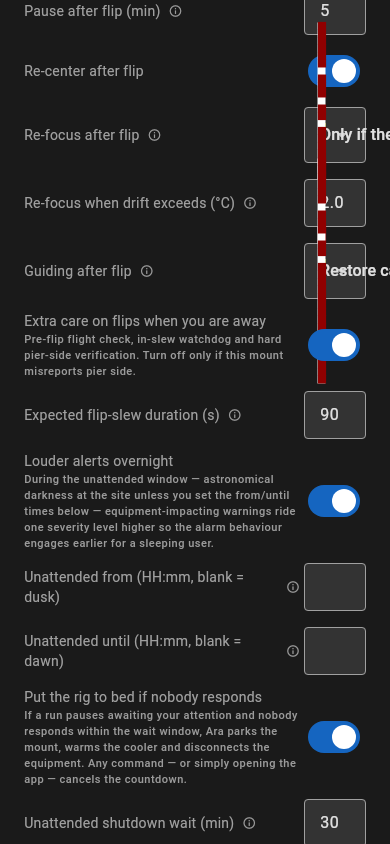 Pause after flip (min) 5
Re-center after flip
Re-focus after flip Only if the
Re-focus when drift exceeds (°C) 2.0
Guiding after flip Restore ca
Extra care on flips when you are away
Pre-flip flight check, in-slew watchdog and hard
pier-side verification. Turn off only if this mount
misreports pier side.
Expected flip-slew duration (s) 90
Louder alerts overnight
During the unattended window — astronomical
darkness at the site unless you set the from/until
times below — equipment-impacting warnings ride
one severity level higher so the alarm behaviour
engages earlier for a sleeping user.
Unattended from (HH:mm, blank =
dusk)
Unattended until (HH:mm, blank =
dawn)
Put the rig to bed if nobody responds
If a run pauses awaiting your attention and nobody
responds within the wait window, Ara parks the
mount, warms the cooler and disconnects the
equipment. Any command — or simply opening the
app — cancels the countdown.
Unattended shutdown wait (min) 30